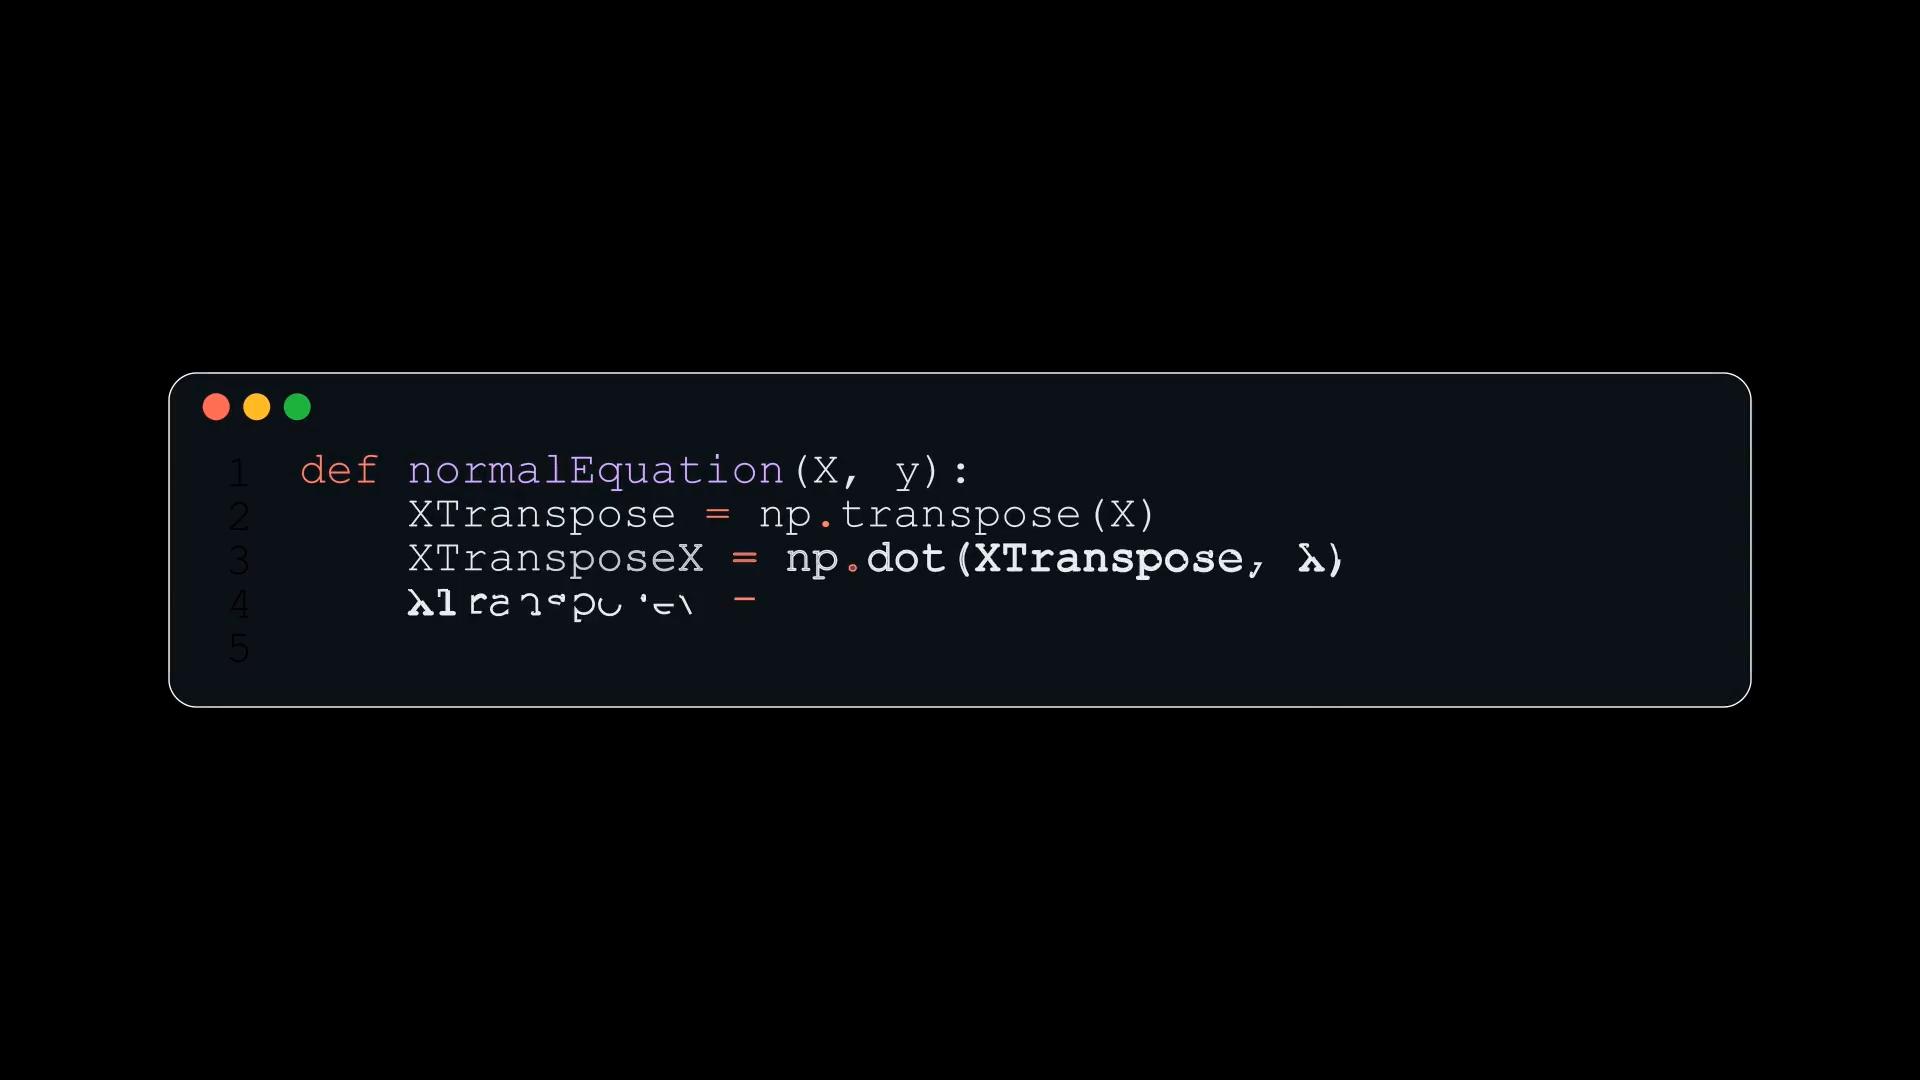 1 def normalEquation(X, y):
2 XTranspose = np.transpose(X)
3 XTransposeX = np.dot(XTranspose, X)
4 =
5